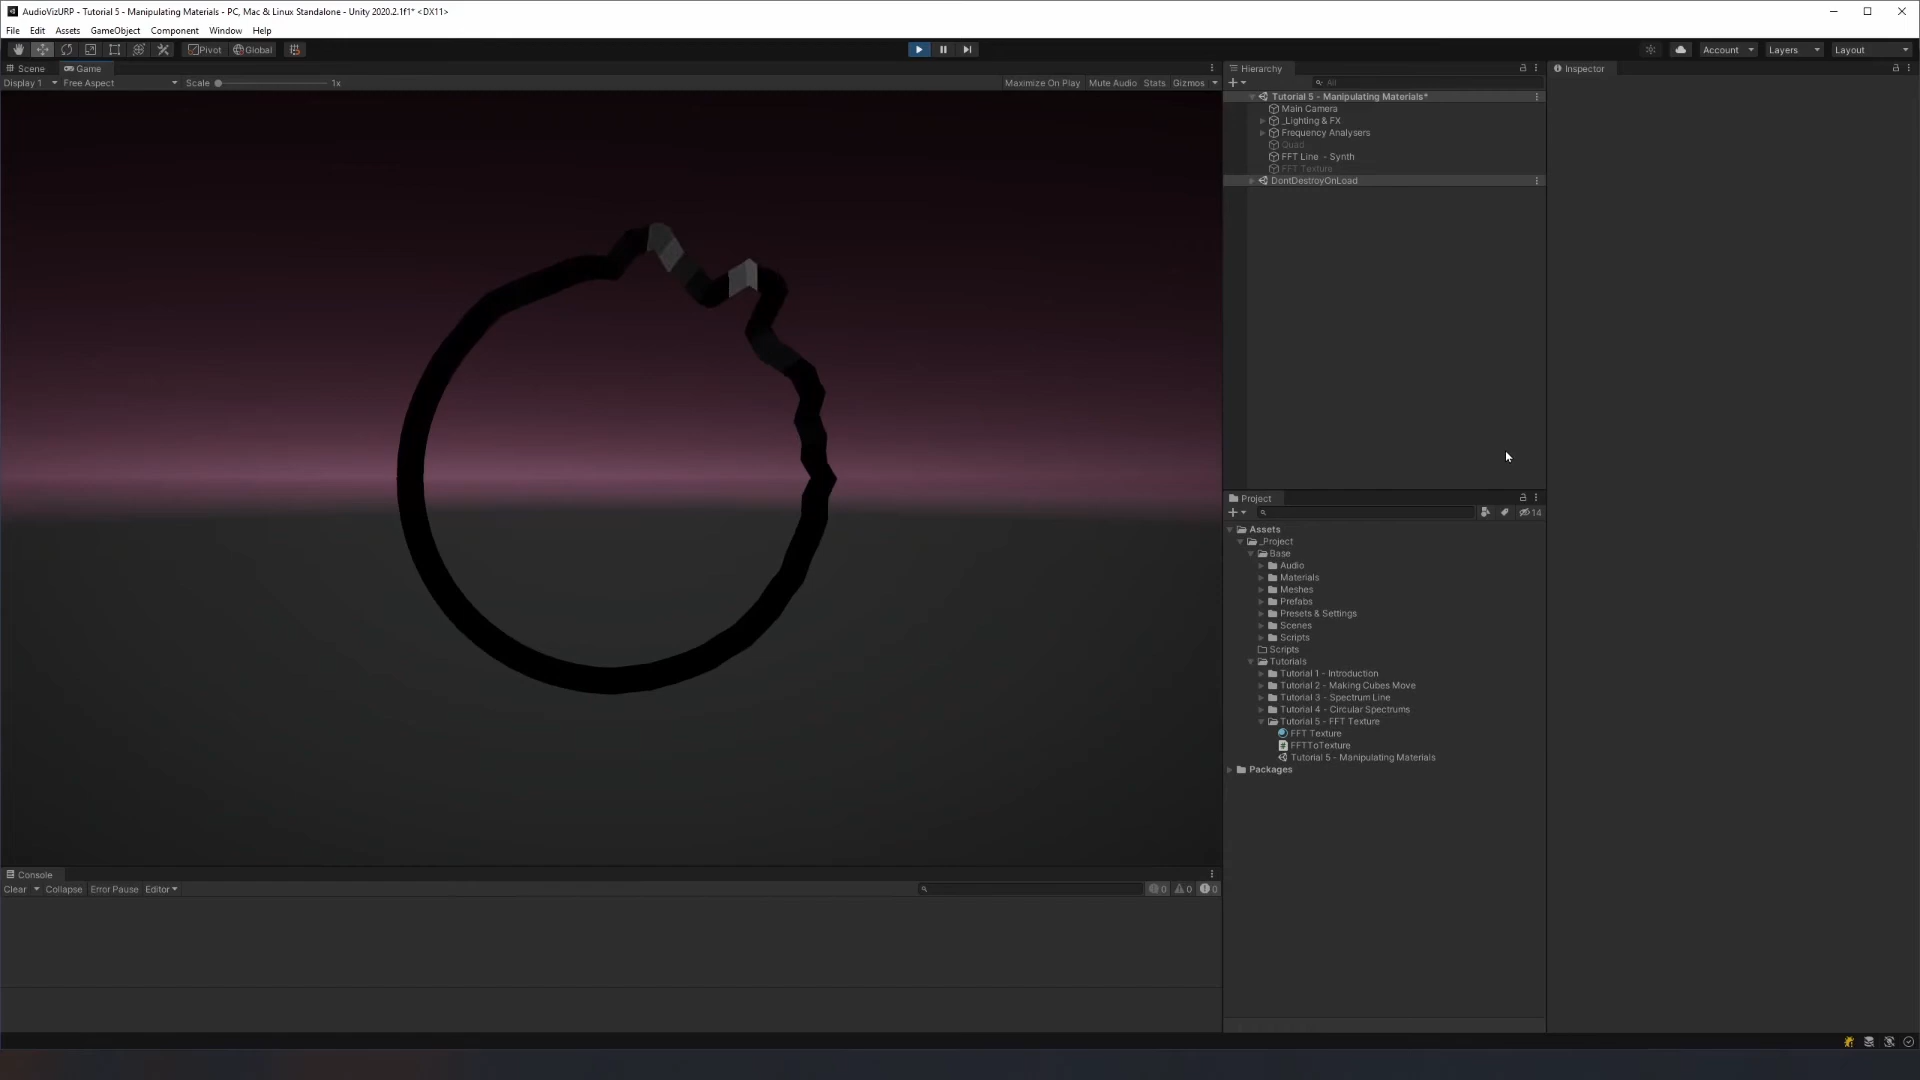 AudioVizURP - Tutorial 5 - Manipulating Materials - PC, Mac & Linux Standalone - Unity 2020.2.1f1* <DX11>
File Edit Assets GameObject Component Window Help
Pivot Global Account Layers Layout
Scene Game
Display 1 Free Aspect Scale 1x Maximize On Play Mute Audio Stats Gizmos
Hierarchy
All
Tutorial 5 - Manipulating Materials*
Main Camera
_Lighting & FX
Frequency Analysers
Quad
FFT Line - Synth
FFT Texture
DontDestroyOnLoad
Inspector
Project
14
Assets
_Project
Base
Audio
Materials
Meshes
Prefabs
Presets & Settings
Scenes
Scripts
Scripts
Tutorials
Tutorial 1 - Introduction
Tutorial 2 - Making Cubes Move
Tutorial 3 - Spectrum Line
Tutorial 4 - Circular Spectrums
Tutorial 5 - FFT Texture
FFT Texture
FFTToTexture
Tutorial 5 - Manipulating Materials
Packages
Console
Clear Collapse Error Pause Editor 0 0 0